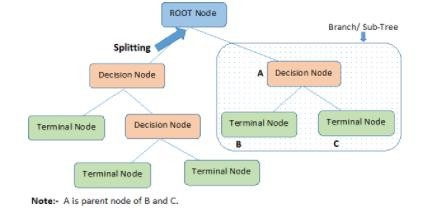 ROOT Node
Branch/ Sub-Tree
Splitting
Decision Node
A Decision Node
Terminal Node
Decision Node
Terminal Node
Terminal Node
B
C
Terminal Node
Terminal Node
Note:- A is parent node of B and C.